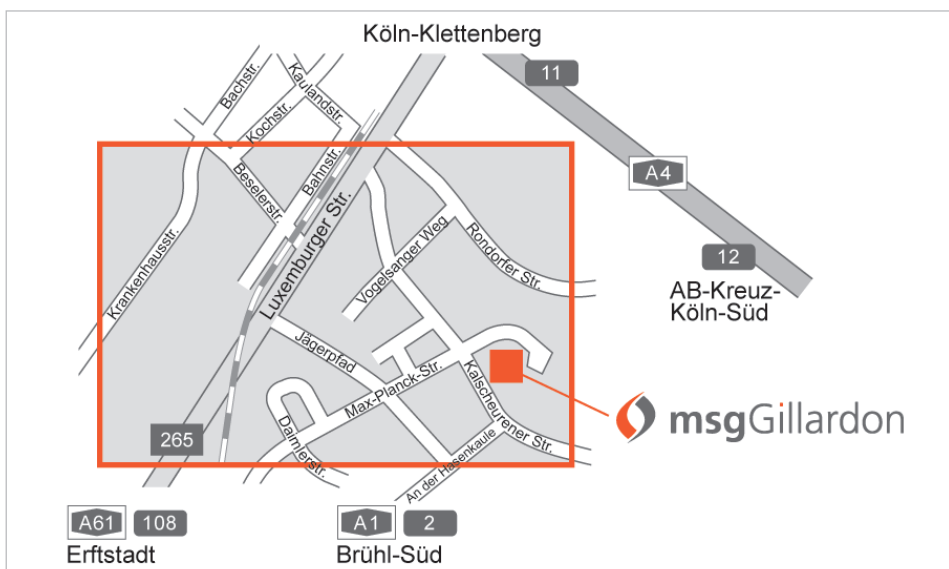 Köln-Klettenberg
11
Bachstr.
Kaulandstr.
Kochstr.
A4
Beselerstr.
Bahnstr.
Luxemburger Str.
Krankenhausstr.
Vogelsanger Weg
Rondorfer Str.
12
AB-Kreuz-
Köln-Süd
Jägerpfad
Max-Planck-Str.
Kalscheurener Str.
msgGillardon
265
Daimlerstr.
An der Hasenkaule
A61 108
Erftstadt
A1 2
Brühl-Süd